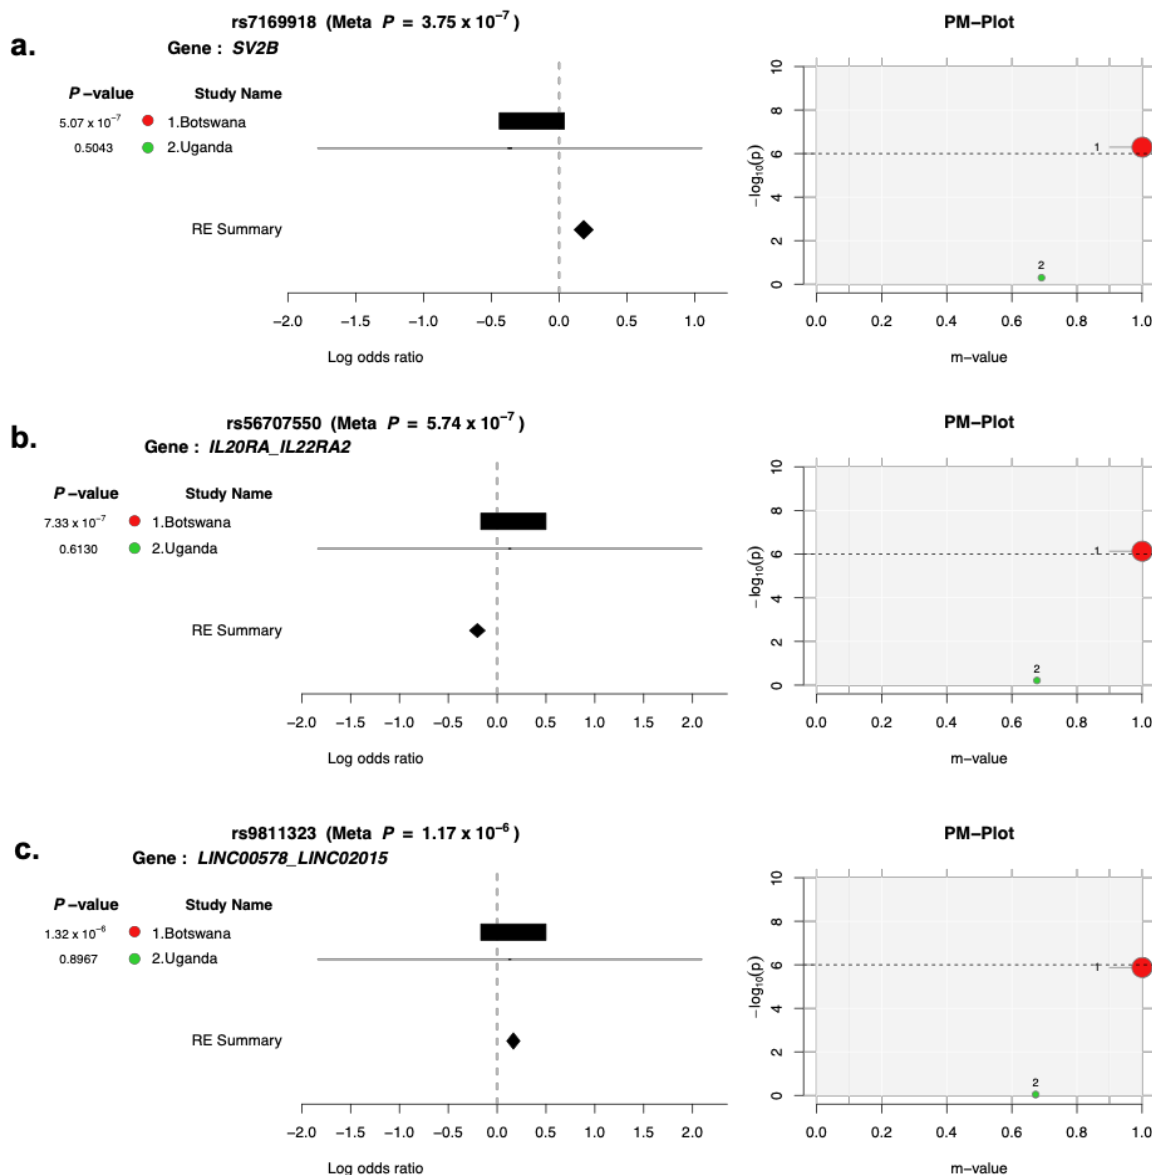 a.
rs7169918 (Meta P = 3.75 x 10⁻⁷)
Gene : SV2B
P−value Study Name
5.07 x 10⁻⁷ 1.Botswana
0.5043 2.Uganda
RE Summary
−2.0 −1.5 −1.0 −0.5 0.0 0.5 1.0
Log odds ratio
PM−Plot
10
8
6
4
2
0
−log₁₀(p)
1
2
0.0 0.2 0.4 0.6 0.8 1.0
m−value
b.
rs56707550 (Meta P = 5.74 x 10⁻⁷)
Gene : IL20RA_IL22RA2
P−value Study Name
7.33 x 10⁻⁷ 1.Botswana
0.6130 2.Uganda
RE Summary
−2.0 −1.5 −1.0 −0.5 0.0 0.5 1.0 1.5 2.0
Log odds ratio
PM−Plot
10
8
6
4
2
0
−log₁₀(p)
1
2
0.0 0.2 0.4 0.6 0.8 1.0
m−value
c.
rs9811323 (Meta P = 1.17 x 10⁻⁶)
Gene : LINC00578_LINC02015
P−value Study Name
1.32 x 10⁻⁶ 1.Botswana
0.8967 2.Uganda
RE Summary
−2.0 −1.5 −1.0 −0.5 0.0 0.5 1.0 1.5 2.0
Log odds ratio
PM−Plot
10
8
6
4
2
0
−log₁₀(p)
1
2
0.0 0.2 0.4 0.6 0.8 1.0
m−value